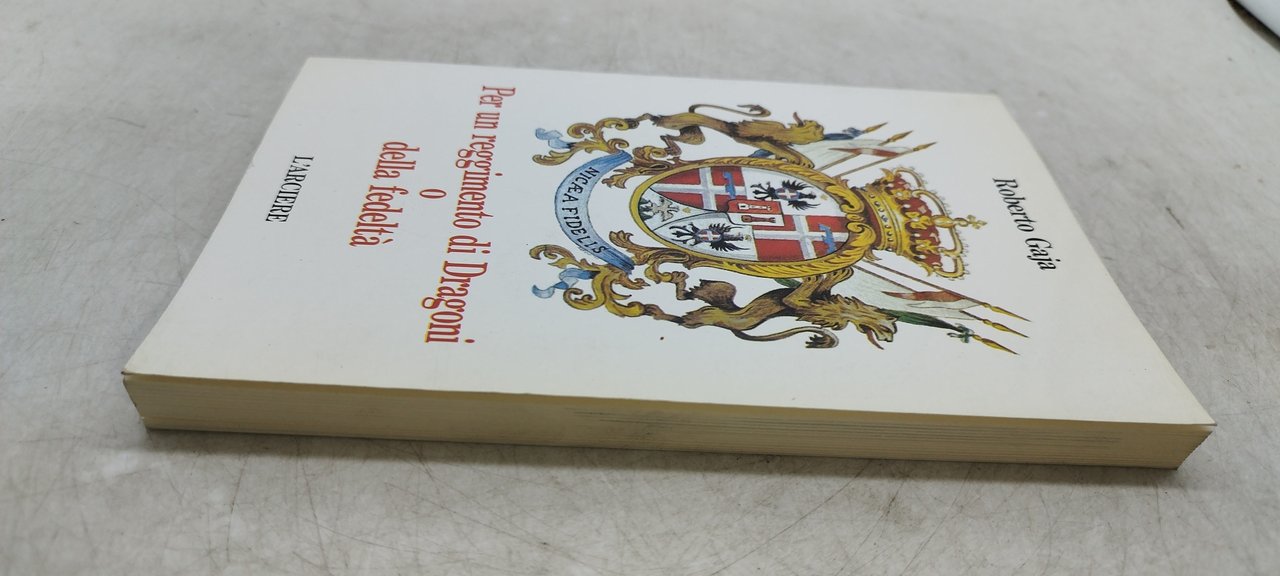 Roberto Gaja
NICÆA FIDELIS
Per un reggimento di Dragoni
o
della fedeltà
L'ARCIERE